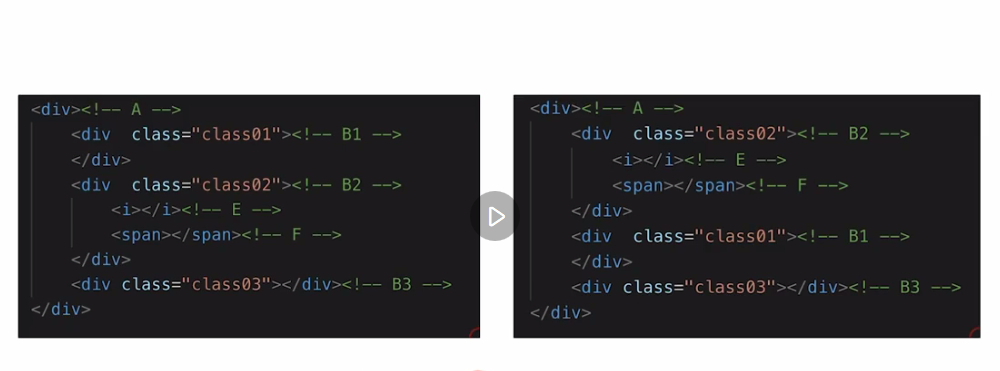 <div><!-- A -->
<div  class="class01"><!-- B1 -->
</div>
<div  class="class02"><!-- B2 -->
<i></i><!-- E -->
<span></span><!-- F -->
</div>
<div class="class03"></div><!-- B3 -->
</div>
<div><!-- A -->
<div  class="class02"><!-- B2 -->
<i></i><!-- E -->
<span></span><!-- F -->
</div>
<div  class="class01"><!-- B1 -->
</div>
<div class="class03"></div><!-- B3 -->
</div>